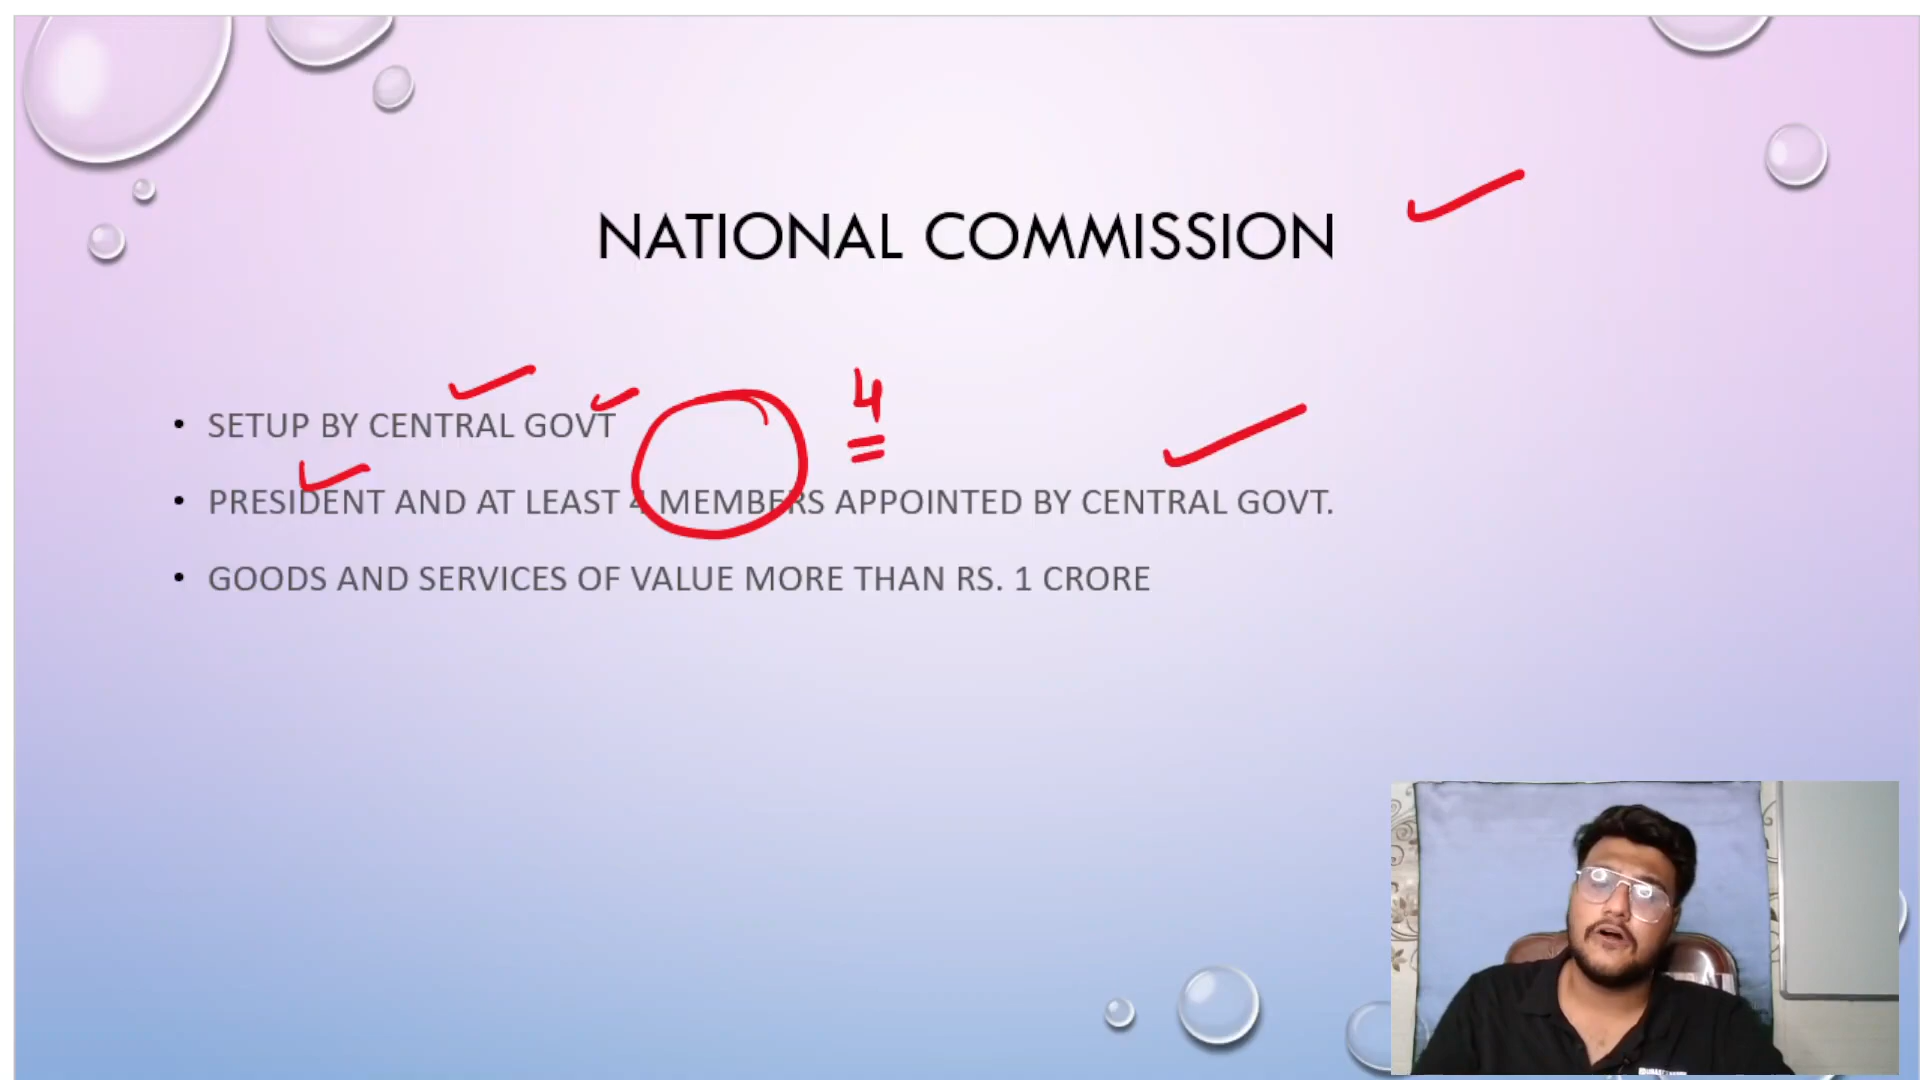 NATIONAL COMMISSION
4
• SETUP BY CENTRAL GOVT
• PRESIDENT AND AT LEAST 4 MEMBERS APPOINTED BY CENTRAL GOVT.
• GOODS AND SERVICES OF VALUE MORE THAN RS. 1 CRORE